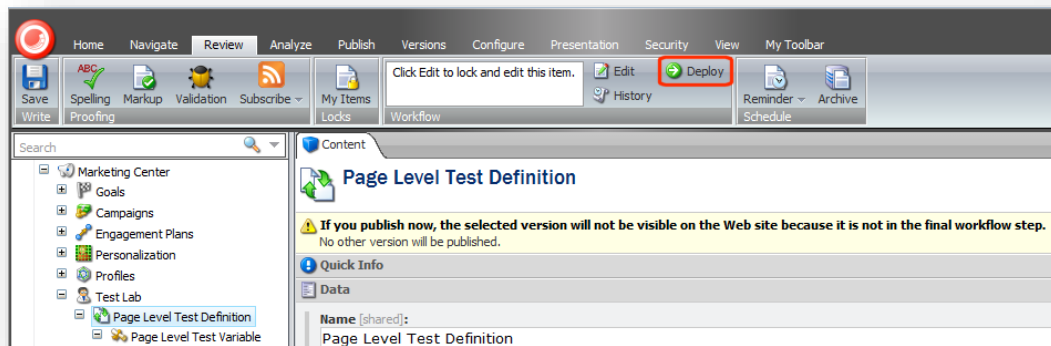 Home Navigate Review Analyze Publish Versions Configure Presentation Security View My Toolbar
ABC
Save Spelling Markup Validation Subscribe My Items Click Edit to lock and edit this item. Edit History Deploy Reminder Archive
Write Proofing Locks Workflow Schedule
Search
Marketing Center
Goals
Campaigns
Engagement Plans
Personalization
Profiles
Test Lab
Page Level Test Definition
Page Level Test Variable
Content
Page Level Test Definition
If you publish now, the selected version will not be visible on the Web site because it is not in the final workflow step.
No other version will be published.
Quick Info
Data
Name [shared]:
Page Level Test Definition